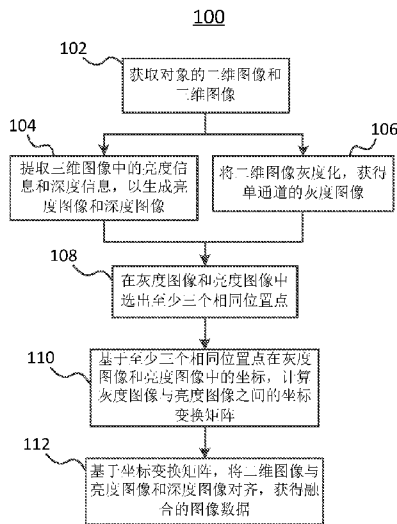 100
102
获取对象的二维图像和
三维图像
104
提取三维图像中的亮度信
息和深度信息，以生成亮
度图像和深度图像
106
将二维图像灰度化，获得
单通道的灰度图像
108
在灰度图像和亮度图像中
选出至少三个相同位置点
110
基于至少三个相同位置点在灰度
图像和亮度图像中的坐标，计算
灰度图像与亮度图像之间的坐标
变换矩阵
112
基于坐标变换矩阵，将二维图像与
亮度图像和深度图像对齐，获得融
合的图像数据